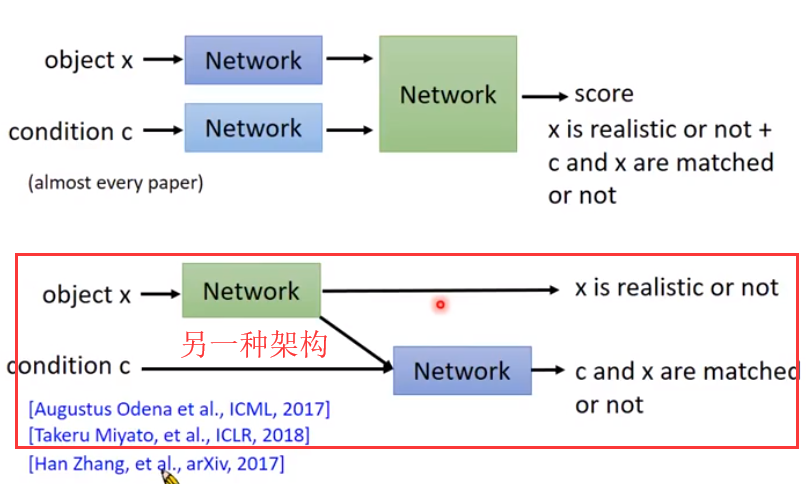 object x
Network
condition c
Network
Network
score
x is realistic or not +
c and x are matched
or not
(almost every paper)
object x
Network
x is realistic or not
另一种架构
condition c
Network
c and x are matched
or not
[Augustus Odena et al., ICML, 2017]
[Takeru Miyato, et al., ICLR, 2018]
[Han Zhang, et al., arXiv, 2017]